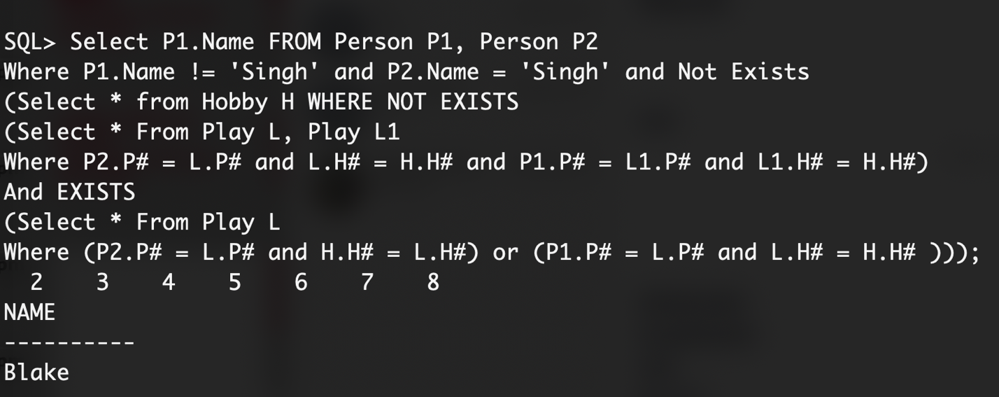 SQL> Select P1.Name FROM Person P1, Person P2
Where P1.Name != 'Singh' and P2.Name = 'Singh' and Not Exists
(Select * from Hobby H WHERE NOT EXISTS
(Select * From Play L, Play L1
Where P2.P# = L.P# and L.H# = H.H# and P1.P# = L1.P# and L1.H# = H.H#)
And EXISTS
(Select * From Play L
Where (P2.P# = L.P# and H.H# = L.H#) or (P1.P# = L.P# and L.H# = H.H# )));
  2    3    4    5    6    7    8
NAME
----------
Blake